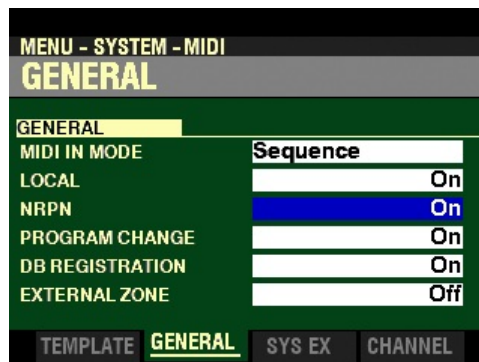 MENU - SYSTEM - MIDI
GENERAL
GENERAL
MIDI IN MODE Sequence
LOCAL On
NRPN On
PROGRAM CHANGE On
DB REGISTRATION On
EXTERNAL ZONE Off
TEMPLATE GENERAL SYS EX CHANNEL